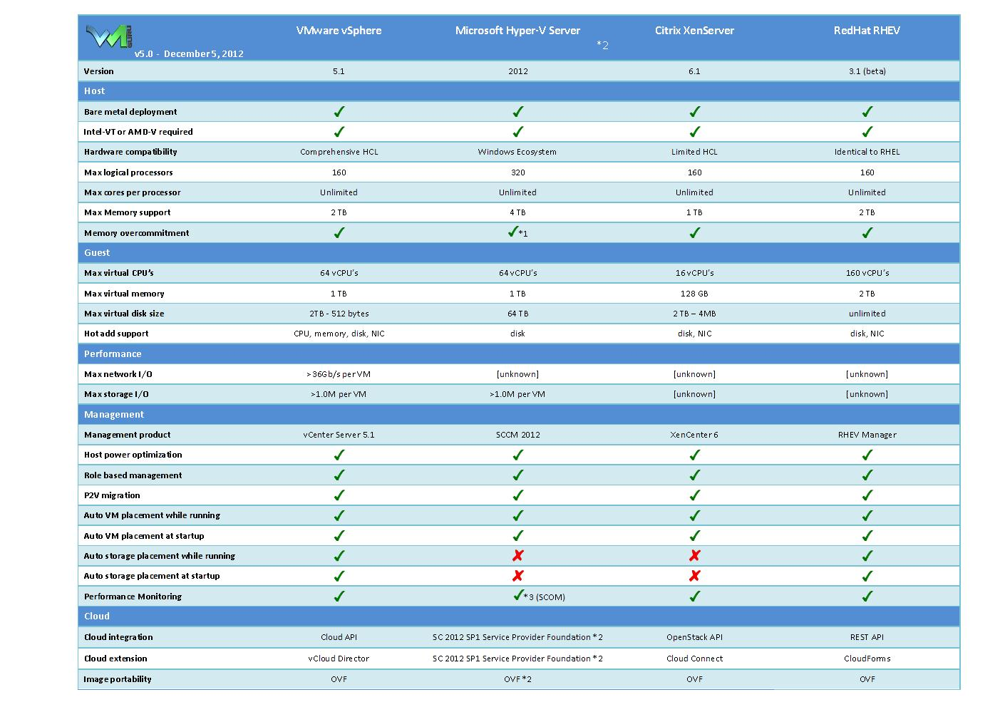 VM GURU
v5.0 - December 5, 2012
VMware vSphere Microsoft Hyper-V Server *2 Citrix XenServer RedHat RHEV
Version 5.1 2012 6.1 3.1 (beta)
Host
Bare metal deployment ✓ ✓ ✓ ✓
Intel-VT or AMD-V required ✓ ✓ ✓ ✓
Hardware compatibility Comprehensive HCL Windows Ecosystem Limited HCL Identical to RHEL
Max logical processors 160 320 160 160
Max cores per processor Unlimited Unlimited Unlimited Unlimited
Max Memory support 2 TB 4 TB 1 TB 2 TB
Memory overcommitment ✓ ✓*1 ✓ ✓
Guest
Max virtual CPU's 64 vCPU's 64 vCPU's 16 vCPU's 160 vCPU's
Max virtual memory 1 TB 1 TB 128 GB 2 TB
Max virtual disk size 2TB - 512 bytes 64 TB 2 TB – 4MB unlimited
Hot add support CPU, memory, disk, NIC disk disk, NIC disk, NIC
Performance
Max network I/O >36Gb/s per VM [unknown] [unknown] [unknown]
Max storage I/O >1.0M per VM >1.0M per VM [unknown] [unknown]
Management
Management product vCenter Server 5.1 SCCM 2012 XenCenter 6 RHEV Manager
Host power optimization ✓ ✓ ✓ ✓
Role based management ✓ ✓ ✓ ✓
P2V migration ✓ ✓ ✓ ✓
Auto VM placement while running ✓ ✓ ✓ ✓
Auto VM placement at startup ✓ ✓ ✓ ✓
Auto storage placement while running ✓ ✗ ✗ ✓
Auto storage placement at startup ✓ ✗ ✗ ✓
Performance Monitoring ✓ ✓*3 (SCOM) ✓ ✓
Cloud
Cloud integration Cloud API SC 2012 SP1 Service Provider Foundation *2 OpenStack API REST API
Cloud extension vCloud Director SC 2012 SP1 Service Provider Foundation *2 Cloud Connect CloudForms
Image portability OVF OVF *2 OVF OVF